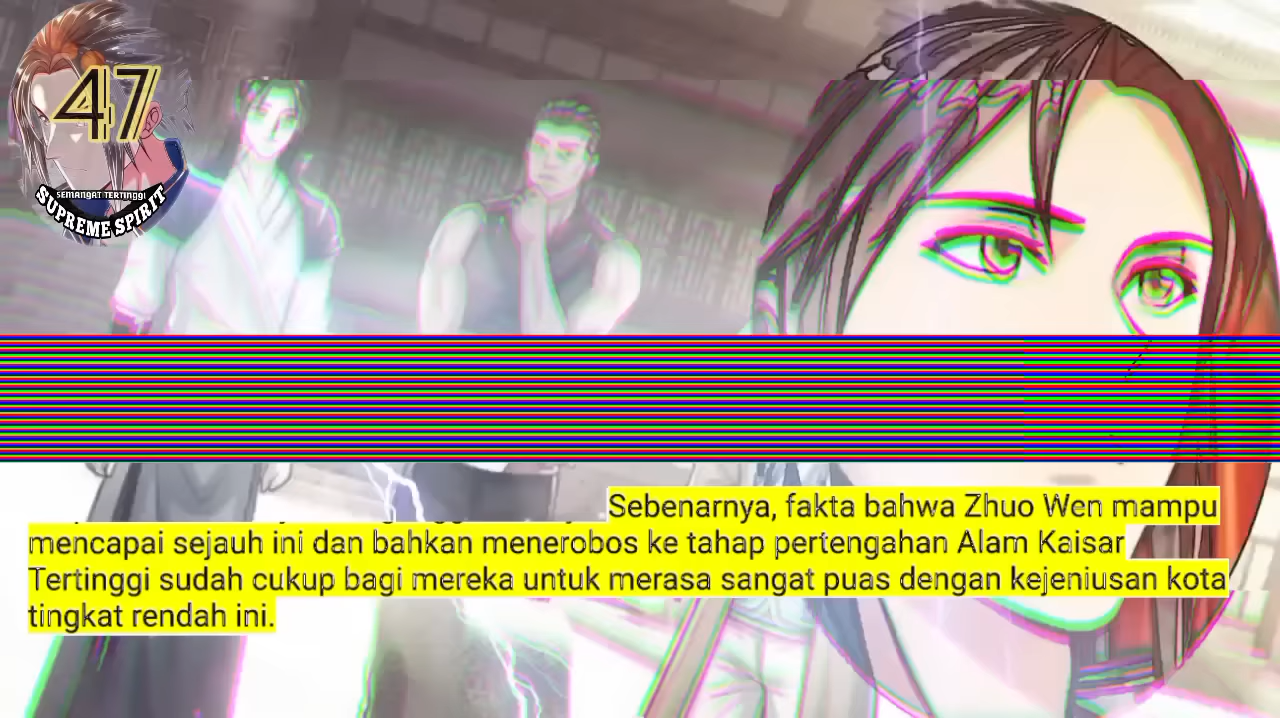 47
SEMANGAT TERTINGGI
SUPREME SPIRIT
Sebenarnya, fakta bahwa Zhuo Wen mampu
mencapai sejauh ini dan bahkan menerobos ke tahap pertengahan Alam Kaisar
Tertinggi sudah cukup bagi mereka untuk merasa sangat puas dengan kejeniusan kota
tingkat rendah ini.